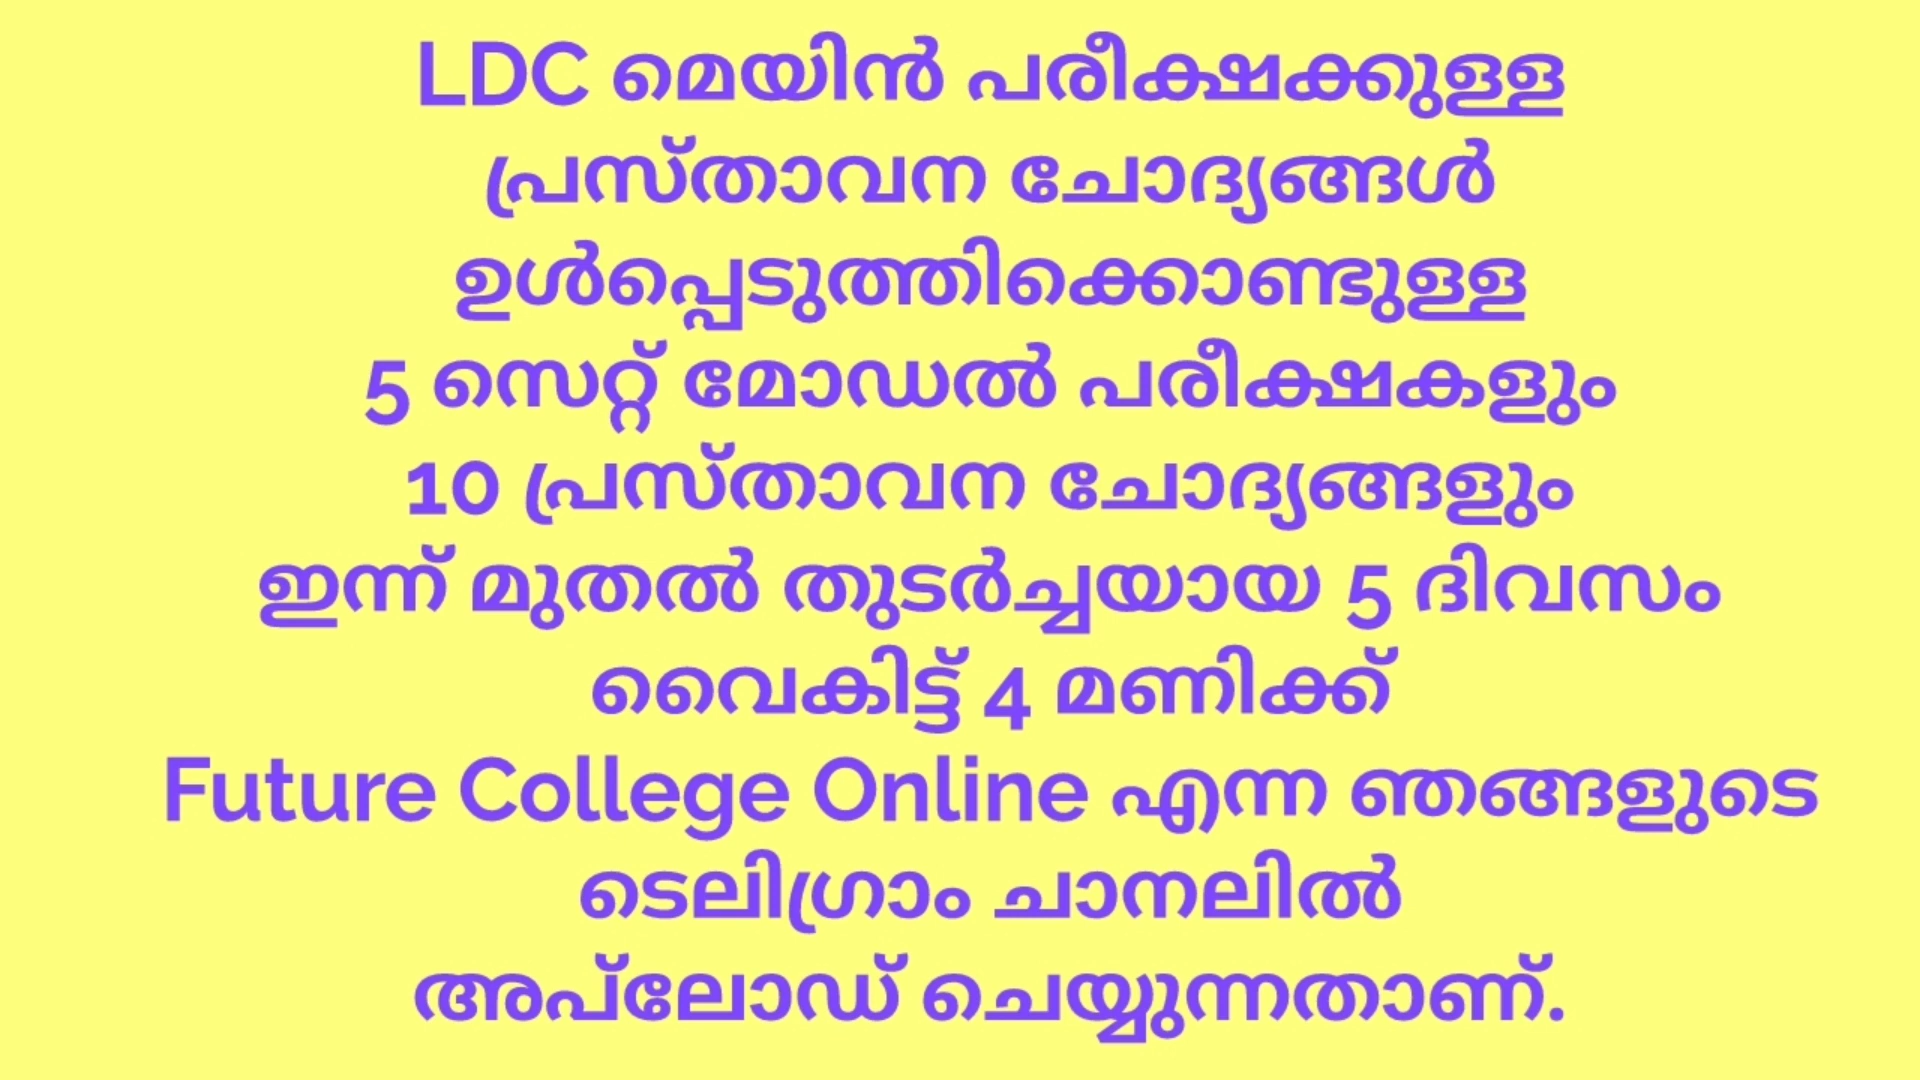 LDC മെയിൻ പരീക്ഷക്കുള്ള
പ്രസ്താവന ചോദ്യങ്ങൾ
ഉൾപ്പെടുത്തിക്കൊണ്ടുള്ള
5 സെറ്റ് മോഡൽ പരീക്ഷകളും
10 പ്രസ്താവന ചോദ്യങ്ങളും
ഇന്ന് മുതൽ തുടർച്ചയായ 5 ദിവസം
വൈകിട്ട് 4 മണിക്ക്
Future College Online എന്ന ഞങ്ങളുടെ
ടെലിഗ്രാം ചാനലിൽ
അപ്‌ലോഡ് ചെയ്യുന്നതാണ്.